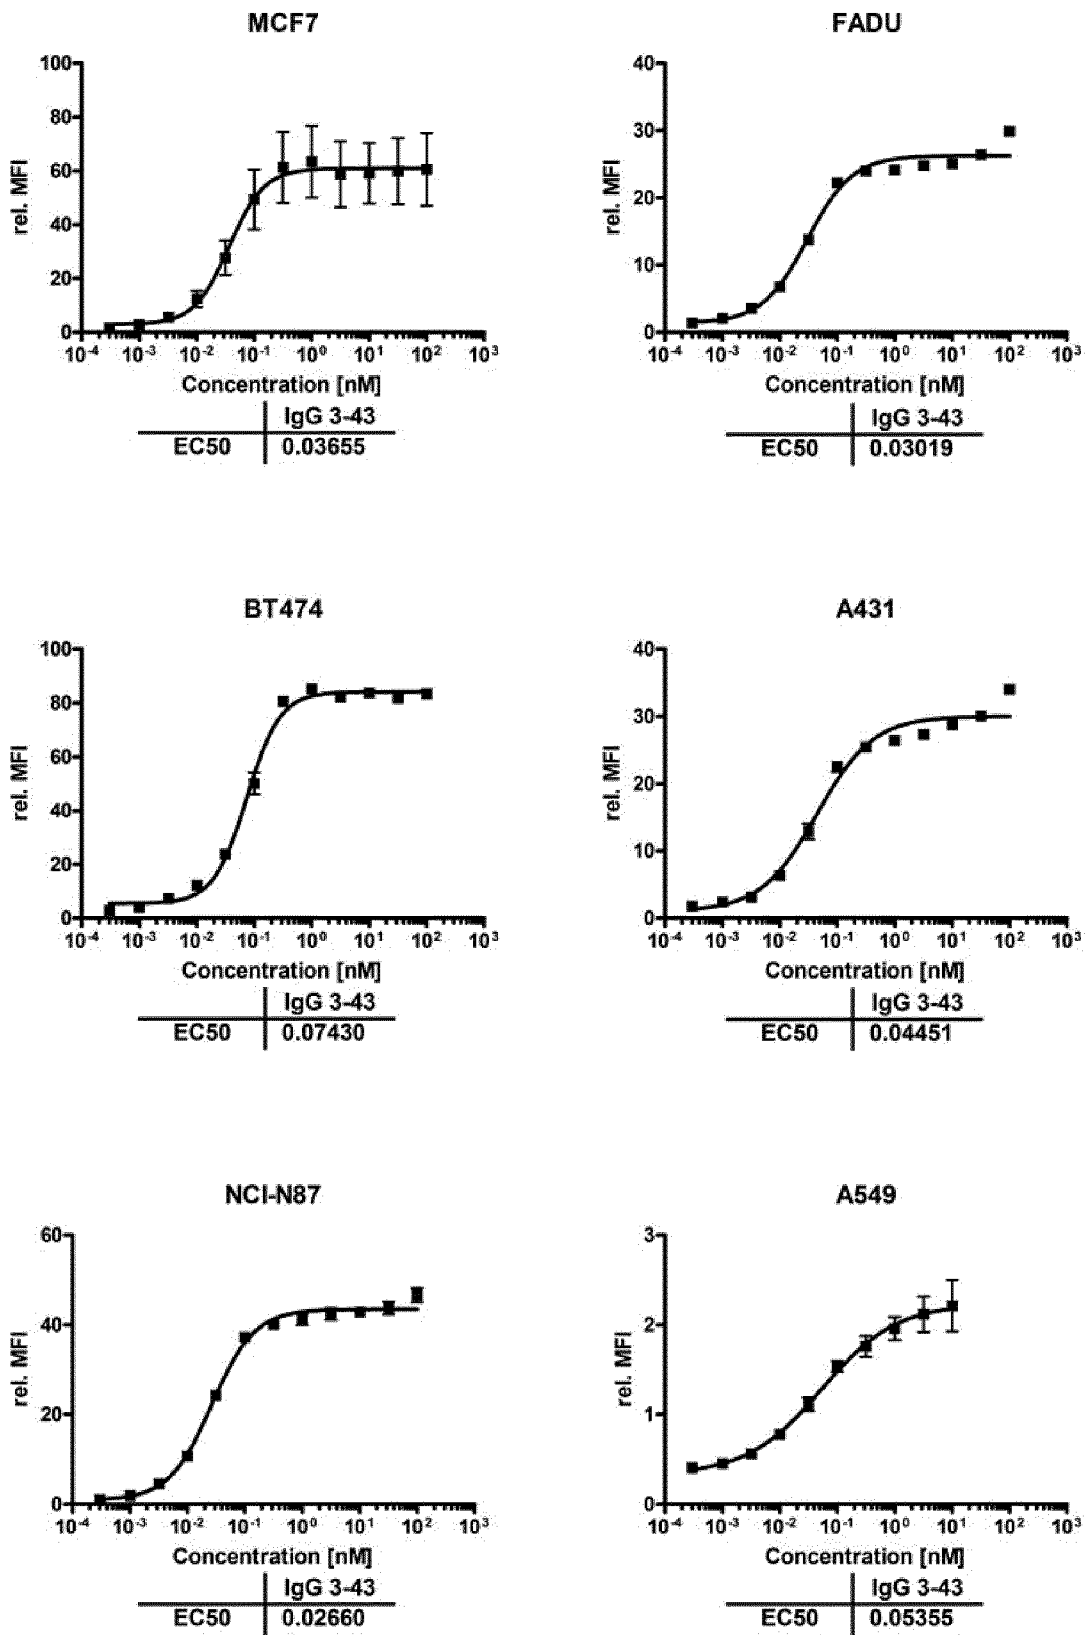 MCF7
100
80
60
40
20
0
rel. MFI
10-4 10-3 10-2 10-1 100 101 102 103
Concentration [nM]
IgG 3-43
EC50 0.03655
FADU
40
30
20
10
0
rel. MFI
10-4 10-3 10-2 10-1 100 101 102 103
Concentration [nM]
IgG 3-43
EC50 0.03019
BT474
100
80
60
40
20
0
rel. MFI
10-4 10-3 10-2 10-1 100 101 102 103
Concentration [nM]
IgG 3-43
EC50 0.07430
A431
40
30
20
10
0
rel. MFI
10-4 10-3 10-2 10-1 100 101 102 103
Concentration [nM]
IgG 3-43
EC50 0.04451
NCI-N87
60
40
20
0
rel. MFI
10-4 10-3 10-2 10-1 100 101 102 103
Concentration [nM]
IgG 3-43
EC50 0.02660
A549
3
2
1
0
rel. MFI
10-4 10-3 10-2 10-1 100 101 102 103
Concentration [nM]
IgG 3-43
EC50 0.05355